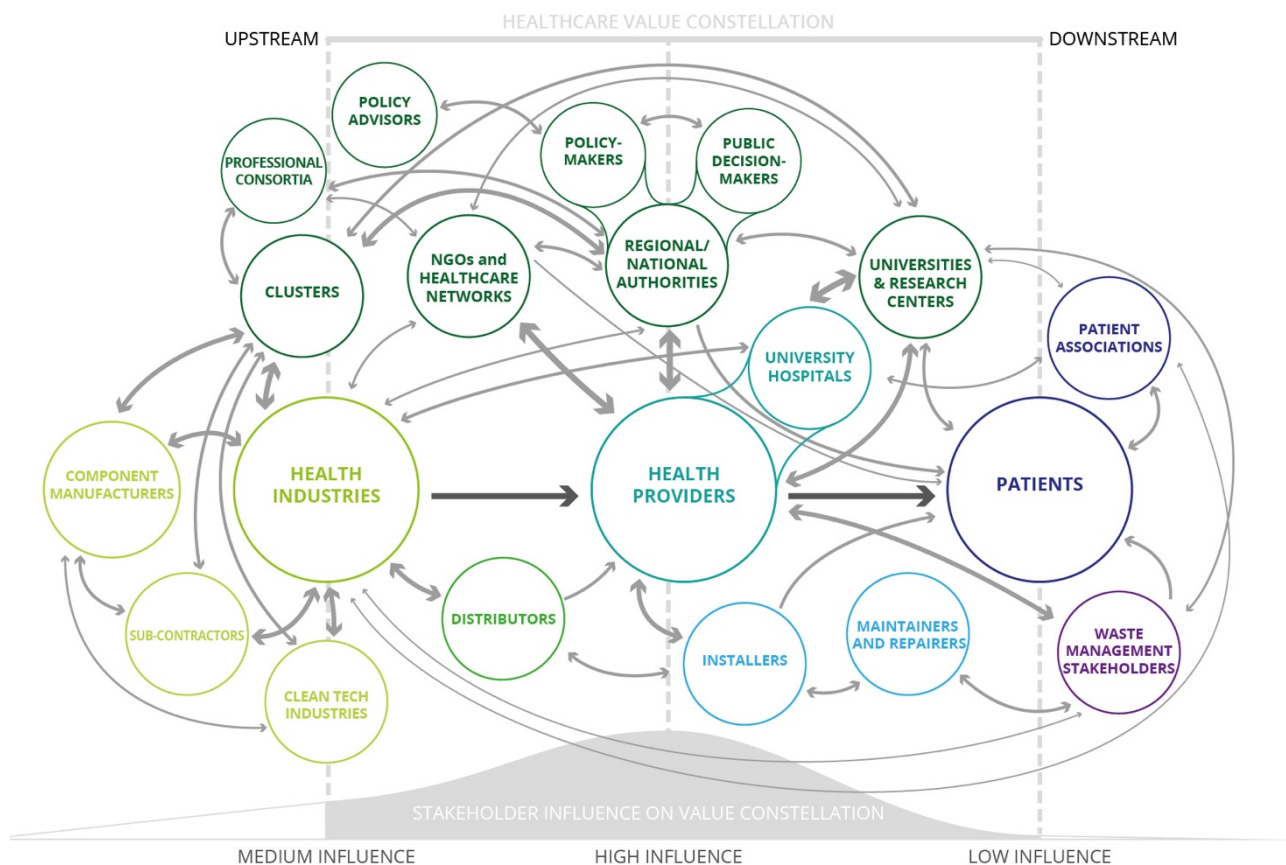 HEALTHCARE VALUE CONSTELLATION
UPSTREAM
DOWNSTREAM
POLICY
ADVISORS
POLICY-
MAKERS
PUBLIC
DECISION-
MAKERS
PROFESSIONAL
CONSORTIA
CLUSTERS
NGOs and
HEALTHCARE
NETWORKS
REGIONAL/
NATIONAL
AUTHORITIES
UNIVERSITIES
& RESEARCH
CENTERS
UNIVERSITY
HOSPITALS
PATIENT
ASSOCIATIONS
COMPONENT
MANUFACTURERS
HEALTH
INDUSTRIES
HEALTH
PROVIDERS
PATIENTS
SUB-CONTRACTORS
DISTRIBUTORS
CLEAN TECH
INDUSTRIES
INSTALLERS
MAINTAINERS
AND REPAIRERS
WASTE
MANAGEMENT
STAKEHOLDERS
STAKEHOLDER INFLUENCE ON VALUE CONSTELLATION
MEDIUM INFLUENCE
HIGH INFLUENCE
LOW INFLUENCE